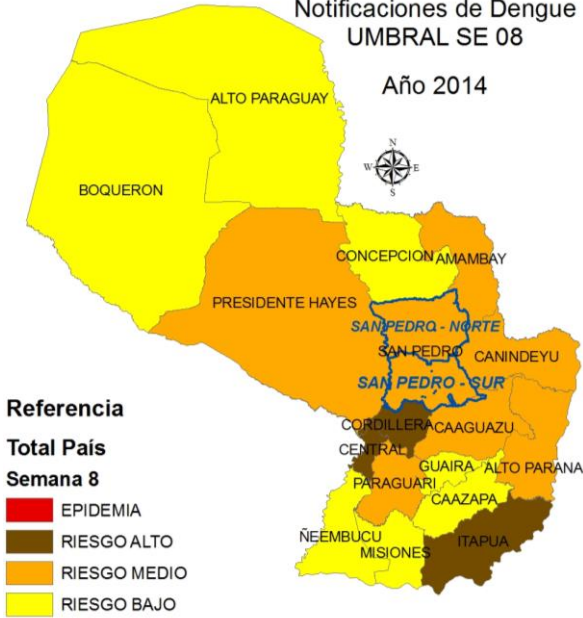 Notificaciones de Dengue
UMBRAL SE 08
Año 2014
ALTO PARAGUAY
N
W E
S
BOQUERON
CONCEPCION
AMAMBAY
PRESIDENTE HAYES
SAN PEDRO - NORTE
SAN PEDRO
CANINDEYU
SAN PEDRO - SUR
CORDILLERA
CAAGUAZU
CENTRAL
GUAIRA
ALTO PARANA
PARAGUARI
CAAZAPA
ÑEEMBUCU
MISIONES
ITAPUA
Referencia
Total País
Semana 8
EPIDEMIA
RIESGO ALTO
RIESGO MEDIO
RIESGO BAJO